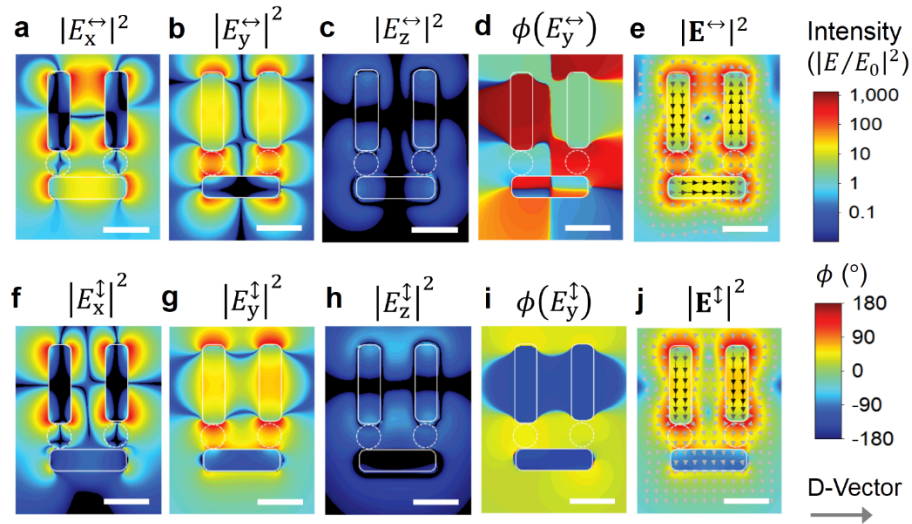 a |E_x^↔|² b |E_y^↔|² c |E_z^↔|² d ϕ(E_y^↔) e |𝐄^↔|² Intensity
(|E/E₀|²)
1,000
100
10
1
0.1
f |E_x^↕|² g |E_y^↕|² h |E_z^↕|² i ϕ(E_y^↕) j |𝐄^↕|² ϕ (°)
180
90
0
-90
-180
D-Vector